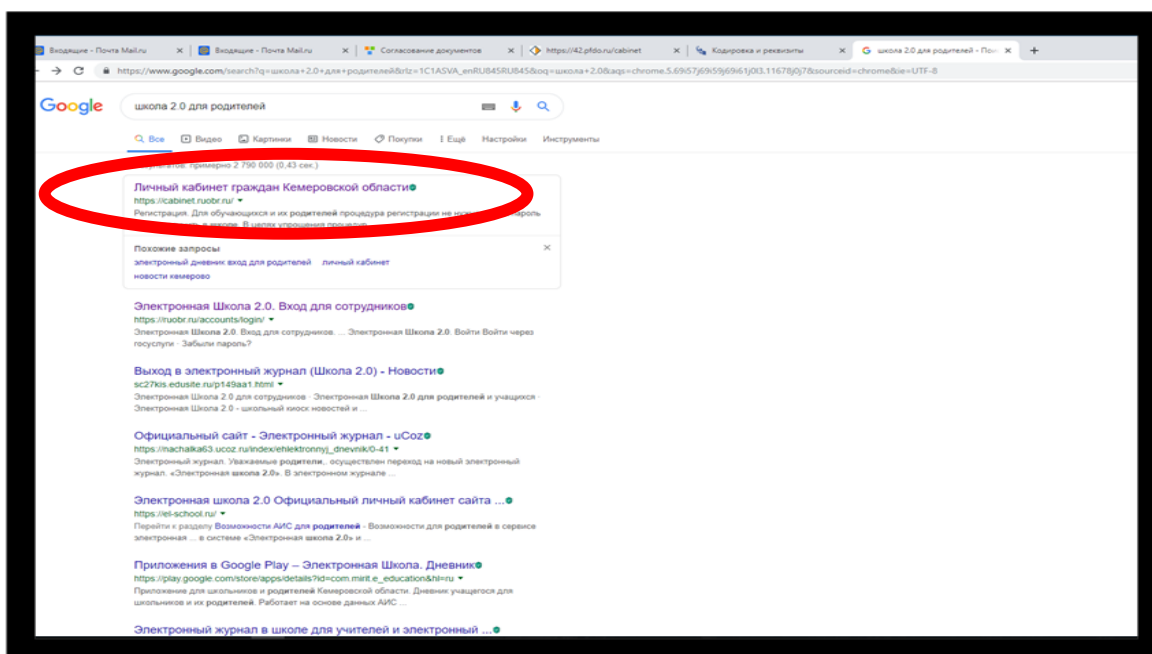 Входящие - Почта Mail.ru
Входящие - Почта Mail.ru
Согласование документов
https://42.pfdo.ru/cabinet
Кодировка и реквизиты
школа 2.0 для родителей - Пои
https://www.google.com/search?q=школа+2.0+для+родителей&rlz=1C1ASVA_enRU845RU845&oq=школа+2.0&aqs=chrome.5.69i57j69i59j69i61j0l3.11678j0j7&sourceid=chrome&ie=UTF-8
Google школа 2.0 для родителей
Все Видео Картинки Новости Покупки Ещё Настройки Инструменты
примерно 2 790 000 (0,43 сек.)
Личный кабинет граждан Кемеровской области
https://cabinet.ruobr.ru/
Регистрация. Для обучающихся и их родителей процедура регистрации не
в школе. В целях упрощения процедур
Похожие запросы
электронный дневник вход для родителей личный кабинет
новости кемерово
Электронная Школа 2.0. Вход для сотрудников
https://ruobr.ru/accounts/login/
Электронная Школа 2.0. Вход для сотрудников. ... Электронная Школа 2.0. Войти Войти через
госуслуги · Забыли пароль?
Выход в электронный журнал (Школа 2.0) - Новости
sc27kis.edusite.ru/p149aa1.html
Электронная Школа 2.0 для сотрудников · Электронная Школа 2.0 для родителей и учащихся ·
Электронная Школа 2.0 - школьный киоск новостей и ...
Официальный сайт - Электронный журнал - uCoz
https://nachalka63.ucoz.ru/index/ehlektronnyj_dnevnik/0-41
Электронный журнал. Уважаемые родители,. осуществлен переход на новый электронный
журнал. «Электронная школа 2.0». В электронном журнале ...
Электронная школа 2.0 Официальный личный кабинет сайта ...
https://el-school.ru/
Перейти к разделу Возможности АИС для родителей - Возможности для родителей в сервисе
электронная ... в системе «Электронная школа 2.0» и ...
Приложения в Google Play – Электронная Школа. Дневник
https://play.google.com/store/apps/details?id=com.mirit.e_education&hl=ru
Приложение для школьников и родителей Кемеровской области. Дневник учащегося для
школьников и их родителей. Работает на основе данных АИС ...
Электронный журнал в школе для учителей и электронный ...